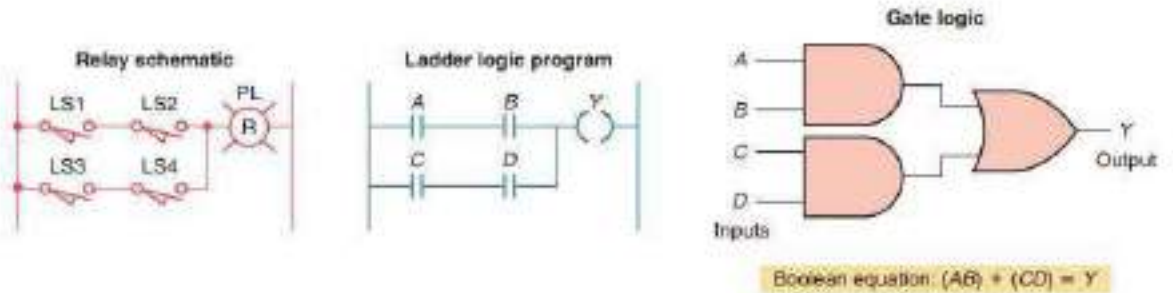 Relay schematic
LS1 LS2 PL
R
LS3 LS4
Ladder logic program
A B Y
C D
Gate logic
A
B
C
D
Inputs
Y
Output
Boolean equation: (AB) + (CD) = Y